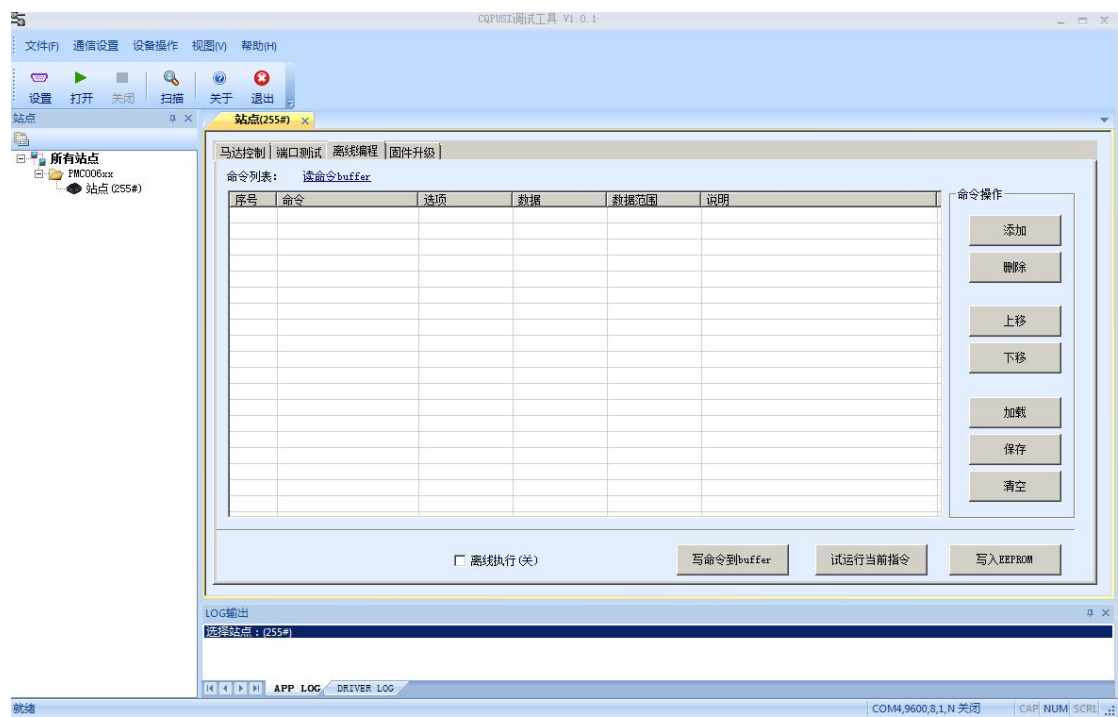 CQPUSI调试工具 V1.0.1
文件(F) 通信设置 设备操作 视图(V) 帮助(H)
设置 打开 关闭 扫描 关于 退出
站点
站点(255#)
所有站点
PMC006xx
站点(255#)
马达控制 端口测试 离线编程 固件升级
命令列表: 读命令buffer
序号 命令 选项 数据 数据范围 说明
命令操作
添加
删除
上移
下移
加载
保存
清空
离线执行(关) 写命令到buffer 试运行当前指令 写入EEPROM
LOG输出
选择站点:(255#)
APP LOG DRIVER LOG
就绪 COM4,9600,8,1,N 关闭 CAP NUM SCRL